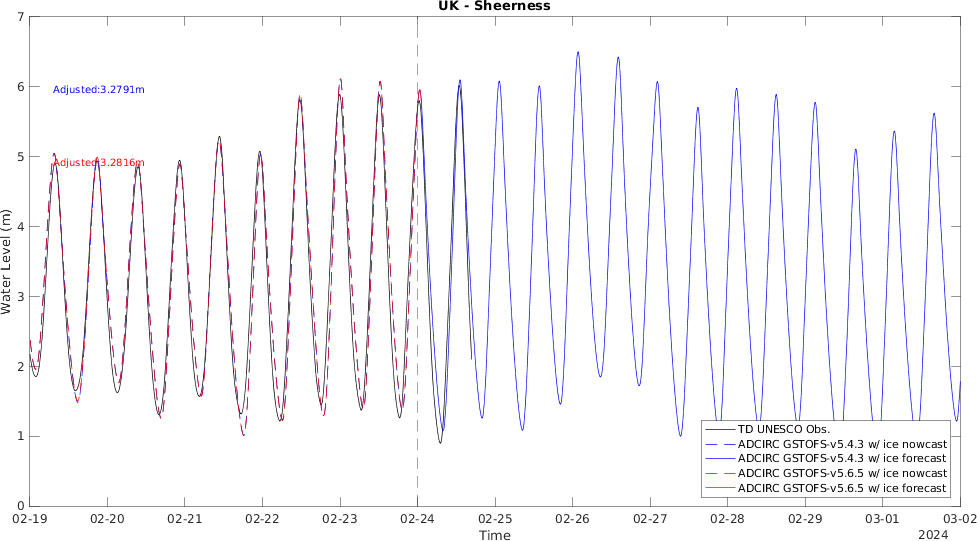 UK - Sheerness
7
6
5
4
3
2
1
0
Water Level (m)
Adjusted:3.2791m
Adjusted:3.2816m
TD UNESCO Obs.
ADCIRC GSTOFS-v5.4.3 w/ ice nowcast
ADCIRC GSTOFS-v5.4.3 w/ ice forecast
ADCIRC GSTOFS-v5.6.5 w/ ice nowcast
ADCIRC GSTOFS-v5.6.5 w/ ice forecast
02-19 02-20 02-21 02-22 02-23 02-24 02-25 02-26 02-27 02-28 02-29 03-01 03-02
Time
2024